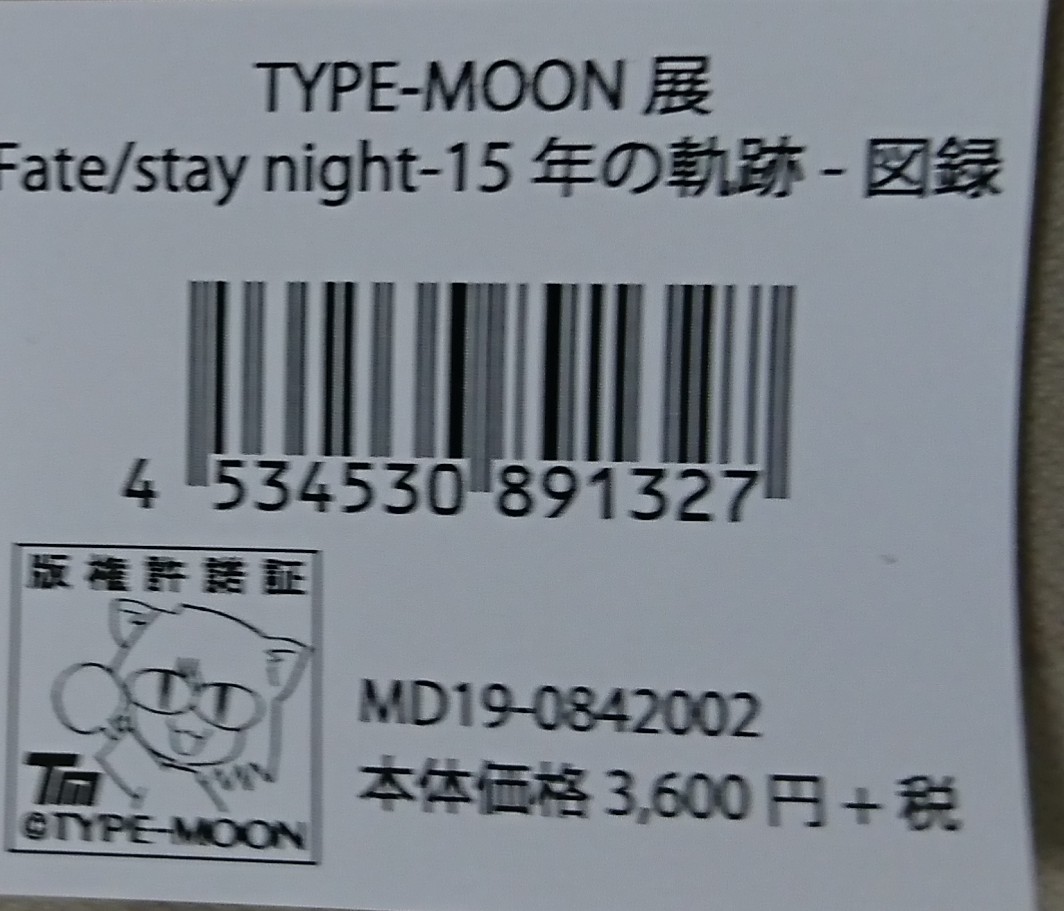 TYPE-MOON 展
Fate/stay night-15 年の軌跡 - 図録
4 534530 891327
版権許諾証
TM
©TYPE-MOON
MD19-0842002
本体価格 3,600 円 + 税